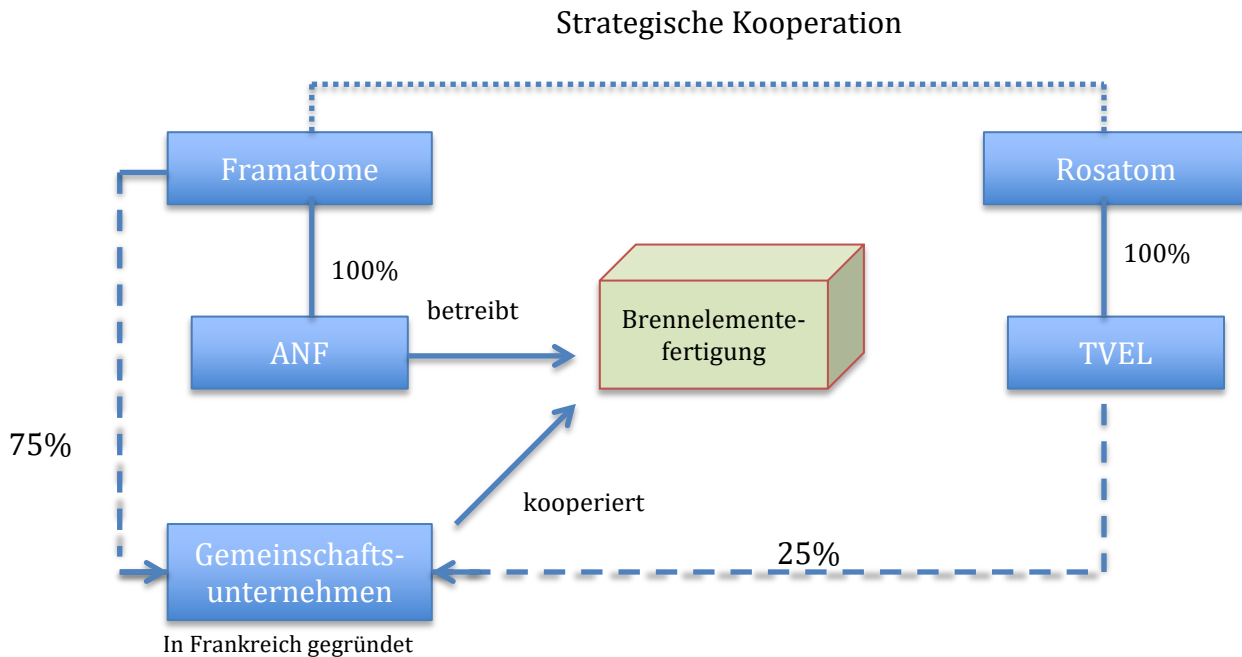 Strategische Kooperation
Framatome
Rosatom
100%
100%
betreibt
Brennelemente-
fertigung
ANF
TVEL
75%
kooperiert
25%
Gemeinschafts-
unternehmen
In Frankreich gegründet